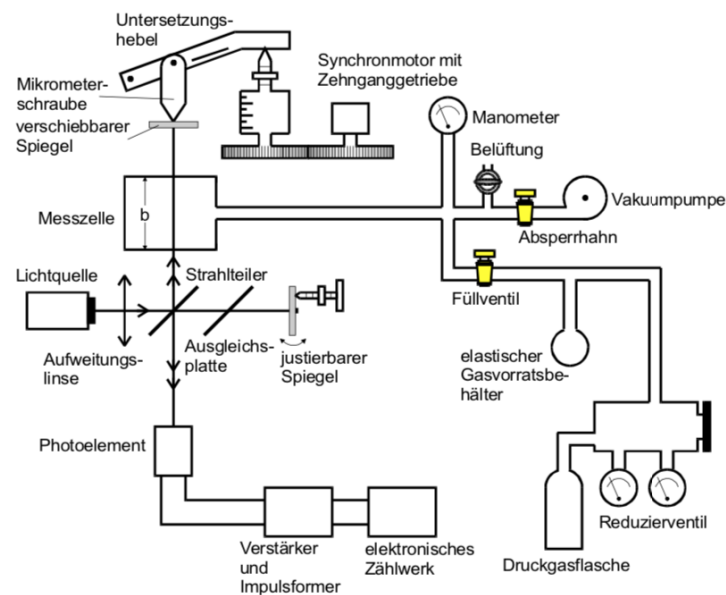 Untersetzungs-
hebel
Synchronmotor mit
Zehnganggetriebe
Mikrometer-
schraube
verschiebbarer
Spiegel
Manometer
Belüftung
Vakuumpumpe
Messzelle
b
Absperrhahn
Lichtquelle
Strahlteiler
Füllventil
Aufweitungs-
linse
Ausgleichs-
platte
justierbarer
Spiegel
elastischer
Gasvorratsbe-
hälter
Photoelement
Reduzierventil
Verstärker
und
Impulsformer
elektronisches
Zählwerk
Druckgasflasche